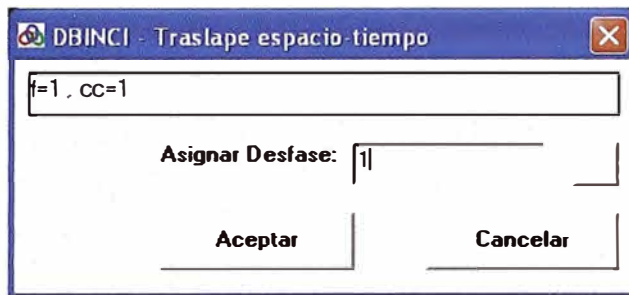 DBINCI - Traslape espacio-tiempo
f=1 , cc=1
Asignar Desfase: 1
Aceptar Cancelar